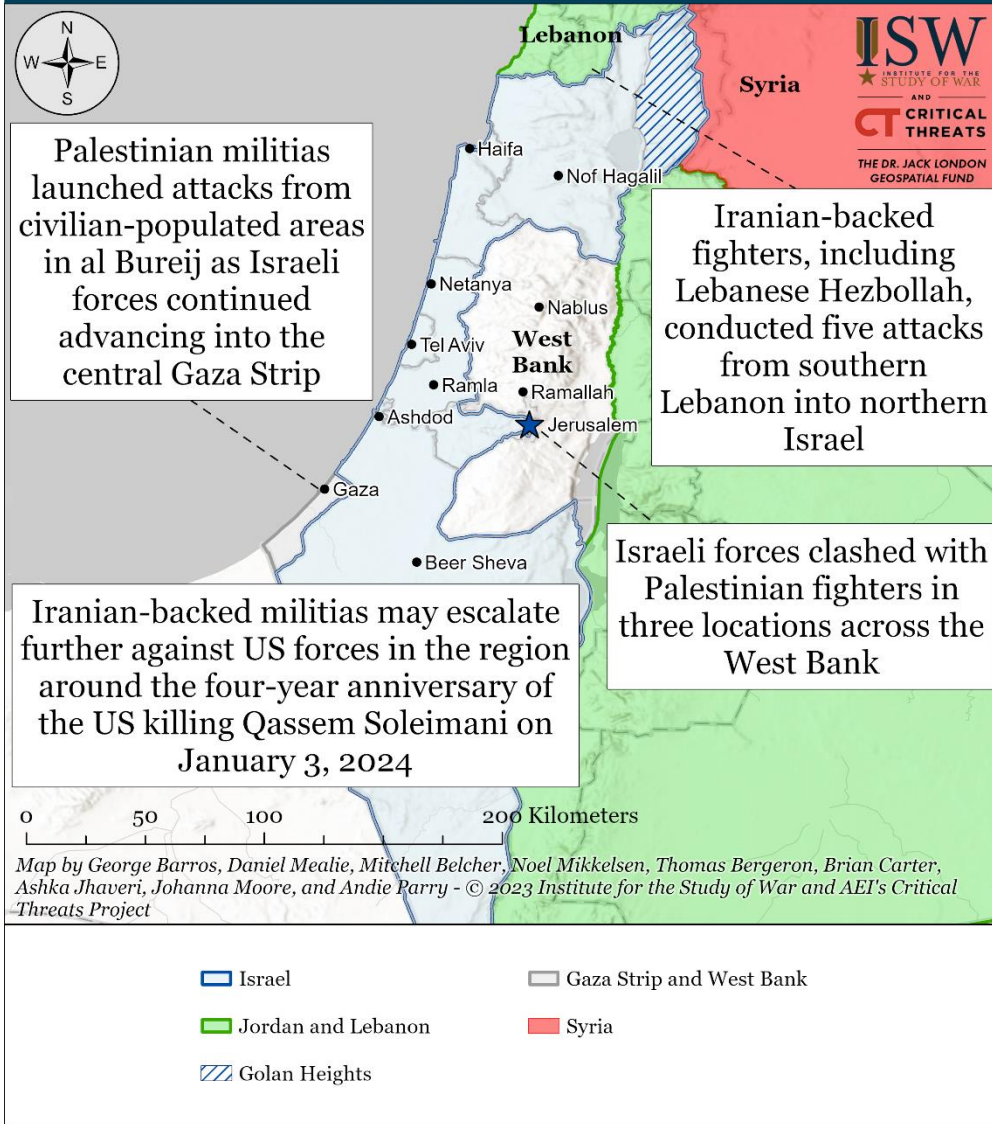 N
W
E
S
Lebanon
Syria
ISW
INSTITUTE FOR THE
STUDY OF WAR
AND
CT CRITICAL
THREATS
THE DR. JACK LONDON
GEOSPATIAL FUND
Palestinian militias
launched attacks from
civilian-populated areas
in al Bureij as Israeli
forces continued
advancing into the
central Gaza Strip
Haifa
Nof Hagalil
Iranian-backed
fighters, including
Lebanese Hezbollah,
conducted five attacks
from southern
Lebanon into northern
Israel
Netanya
Nablus
West
Bank
Tel Aviv
Ramla
Ramallah
Ashdod
Jerusalem
Gaza
Beer Sheva
Israeli forces clashed with
Palestinian fighters in
three locations across the
West Bank
Iranian-backed militias may escalate
further against US forces in the region
around the four-year anniversary of
the US killing Qassem Soleimani on
January 3, 2024
0 50 100 200 Kilometers
Map by George Barros, Daniel Mealie, Mitchell Belcher, Noel Mikkelsen, Thomas Bergeron, Brian Carter,
Ashka Jhaveri, Johanna Moore, and Andie Parry - © 2023 Institute for the Study of War and AEI's Critical
Threats Project
Israel
Gaza Strip and West Bank
Jordan and Lebanon
Syria
Golan Heights